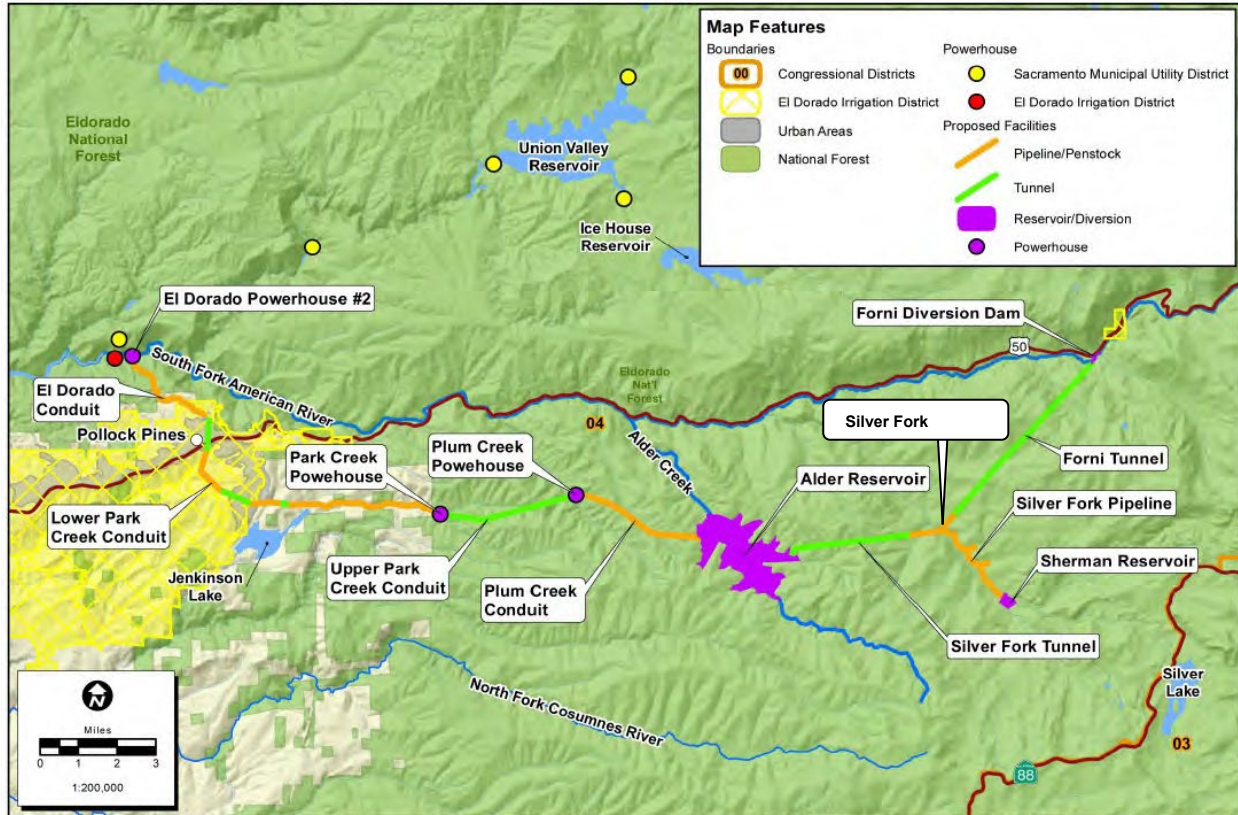 Map Features
Boundaries
00
Congressional Districts
El Dorado Irrigation District
Urban Areas
National Forest
Powerhouse
Sacramento Municipal Utility District
El Dorado Irrigation District
Proposed Facilities
Pipeline/Penstock
Tunnel
Reservoir/Diversion
Powerhouse
Eldorado
National
Forest
Union Valley
Reservoir
Ice House
Reservoir
El Dorado Powerhouse #2
Forni Diversion Dam
50
South Fork American River
El Dorado
Conduit
Eldorado
Nat'l
Forest
Silver Fork
04
Pollock Pines
Alder Creek
Forni Tunnel
Park Creek
Powehouse
Plum Creek
Powehouse
Alder Reservoir
Silver Fork Pipeline
Lower Park
Creek Conduit
Sherman Reservoir
Jenkinson
Lake
Upper Park
Creek Conduit
Plum Creek
Conduit
Silver Fork Tunnel
North Fork Cosumnes River
Silver
Lake
03
88
N
Miles
0 1 2 3
1:200,000